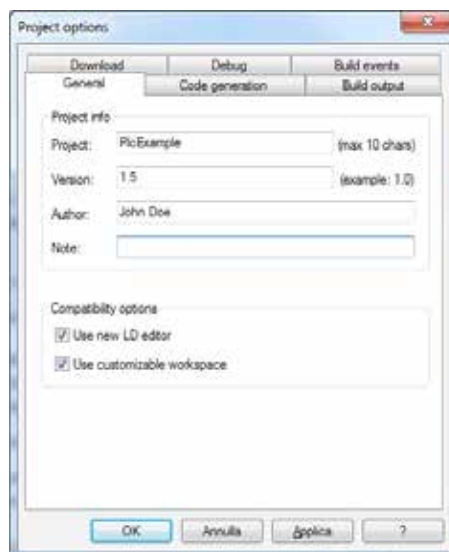 Project options
Download Debug Build events
General Code generation Build output
Project info
Project: PlcExample (max 10 chars)
Version: 1.5 (example: 1.0)
Author: John Doe
Note:
Compatibility options
Use new LD editor
Use customizable workspace
OK Annulla Applica ?